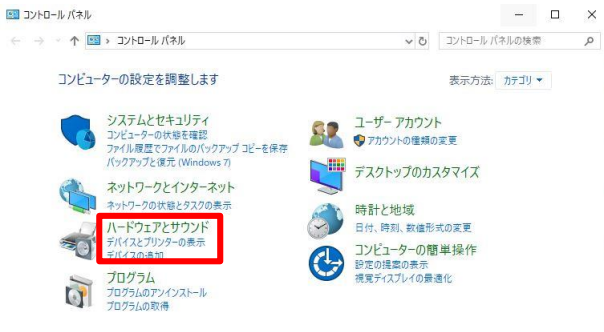 コントロール パネル
コントロール パネル
コントロール パネルの検索
コンピューターの設定を調整します
表示方法: カテゴリ
システムとセキュリティ
コンピューターの状態を確認
ファイル履歴でファイルのバックアップ コピーを保存
バックアップと復元 (Windows 7)
ネットワークとインターネット
ネットワークの状態とタスクの表示
ハードウェアとサウンド
デバイスとプリンターの表示
デバイスの追加
プログラム
プログラムのアンインストール
プログラムの取得
ユーザー アカウント
アカウントの種類の変更
デスクトップのカスタマイズ
時計と地域
日付、時刻、数値形式の変更
コンピューターの簡単操作
設定の提案の表示
視覚ディスプレイの最適化